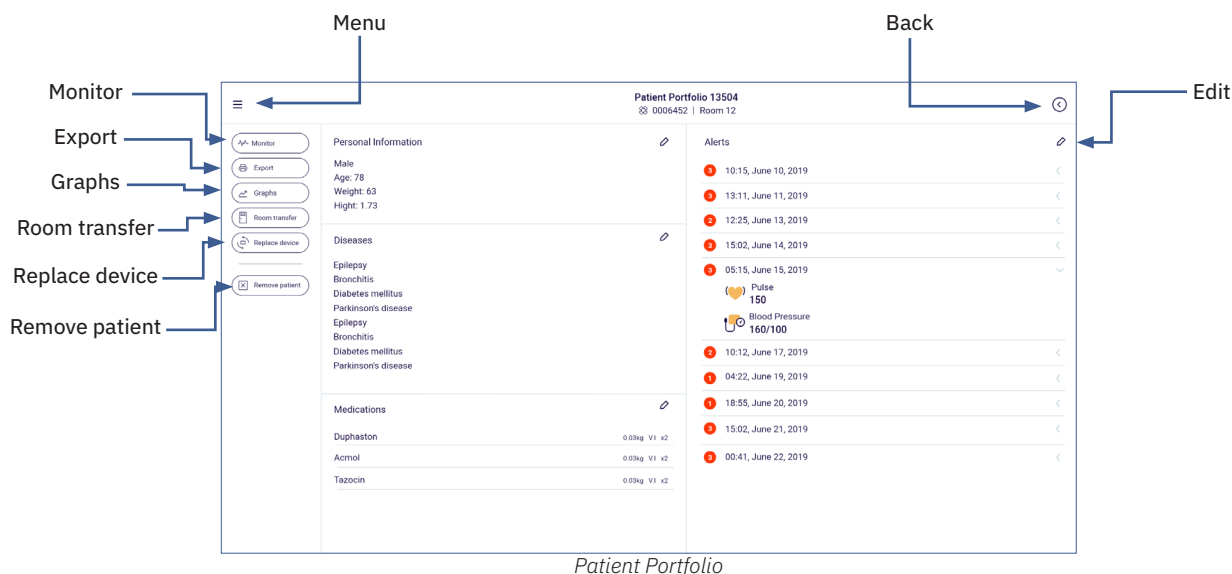 Menu
Back
Monitor
Export
Graphs
Room transfer
Replace device
Remove patient
Edit
Patient Portfolio 13504
0006452 | Room 12
Monitor
Export
Graphs
Room transfer
Replace device
Remove patient
Personal Information
Male
Age: 78
Weight: 63
Hight: 1.73
Diseases
Epilepsy
Bronchitis
Diabetes mellitus
Parkinson's disease
Epilepsy
Bronchitis
Diabetes mellitus
Parkinson's disease
Medications
Duphaston 0.03kg V.I x2
Acmol 0.03kg V.I x2
Tazocin 0.03kg V.I x2
Alerts
3 10:15, June 10, 2019
3 13:11, June 11, 2019
2 12:25, June 13, 2019
3 15:02, June 14, 2019
3 05:15, June 15, 2019
Pulse
150
Blood Pressure
160/100
2 10:12, June 17, 2019
1 04:22, June 19, 2019
1 18:55, June 20, 2019
3 15:02, June 21, 2019
3 00:41, June 22, 2019
Patient Portfolio